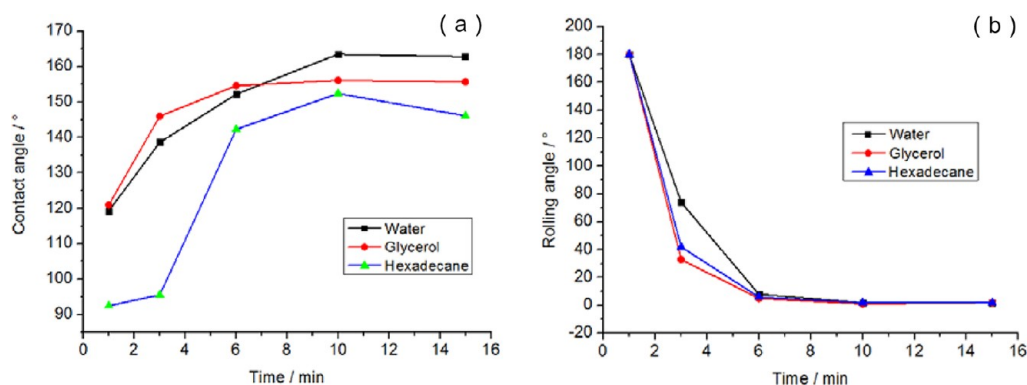 ( a )
170
160
150
140
130
120
110
100
90
Contact angle / °
Water
Glycerol
Hexadecane
0 2 4 6 8 10 12 14 16
Time / min
( b )
200
180
160
140
120
100
80
60
40
20
0
-20
Rolling angle / °
Water
Glycerol
Hexadecane
0 2 4 6 8 10 12 14 16
Time / min